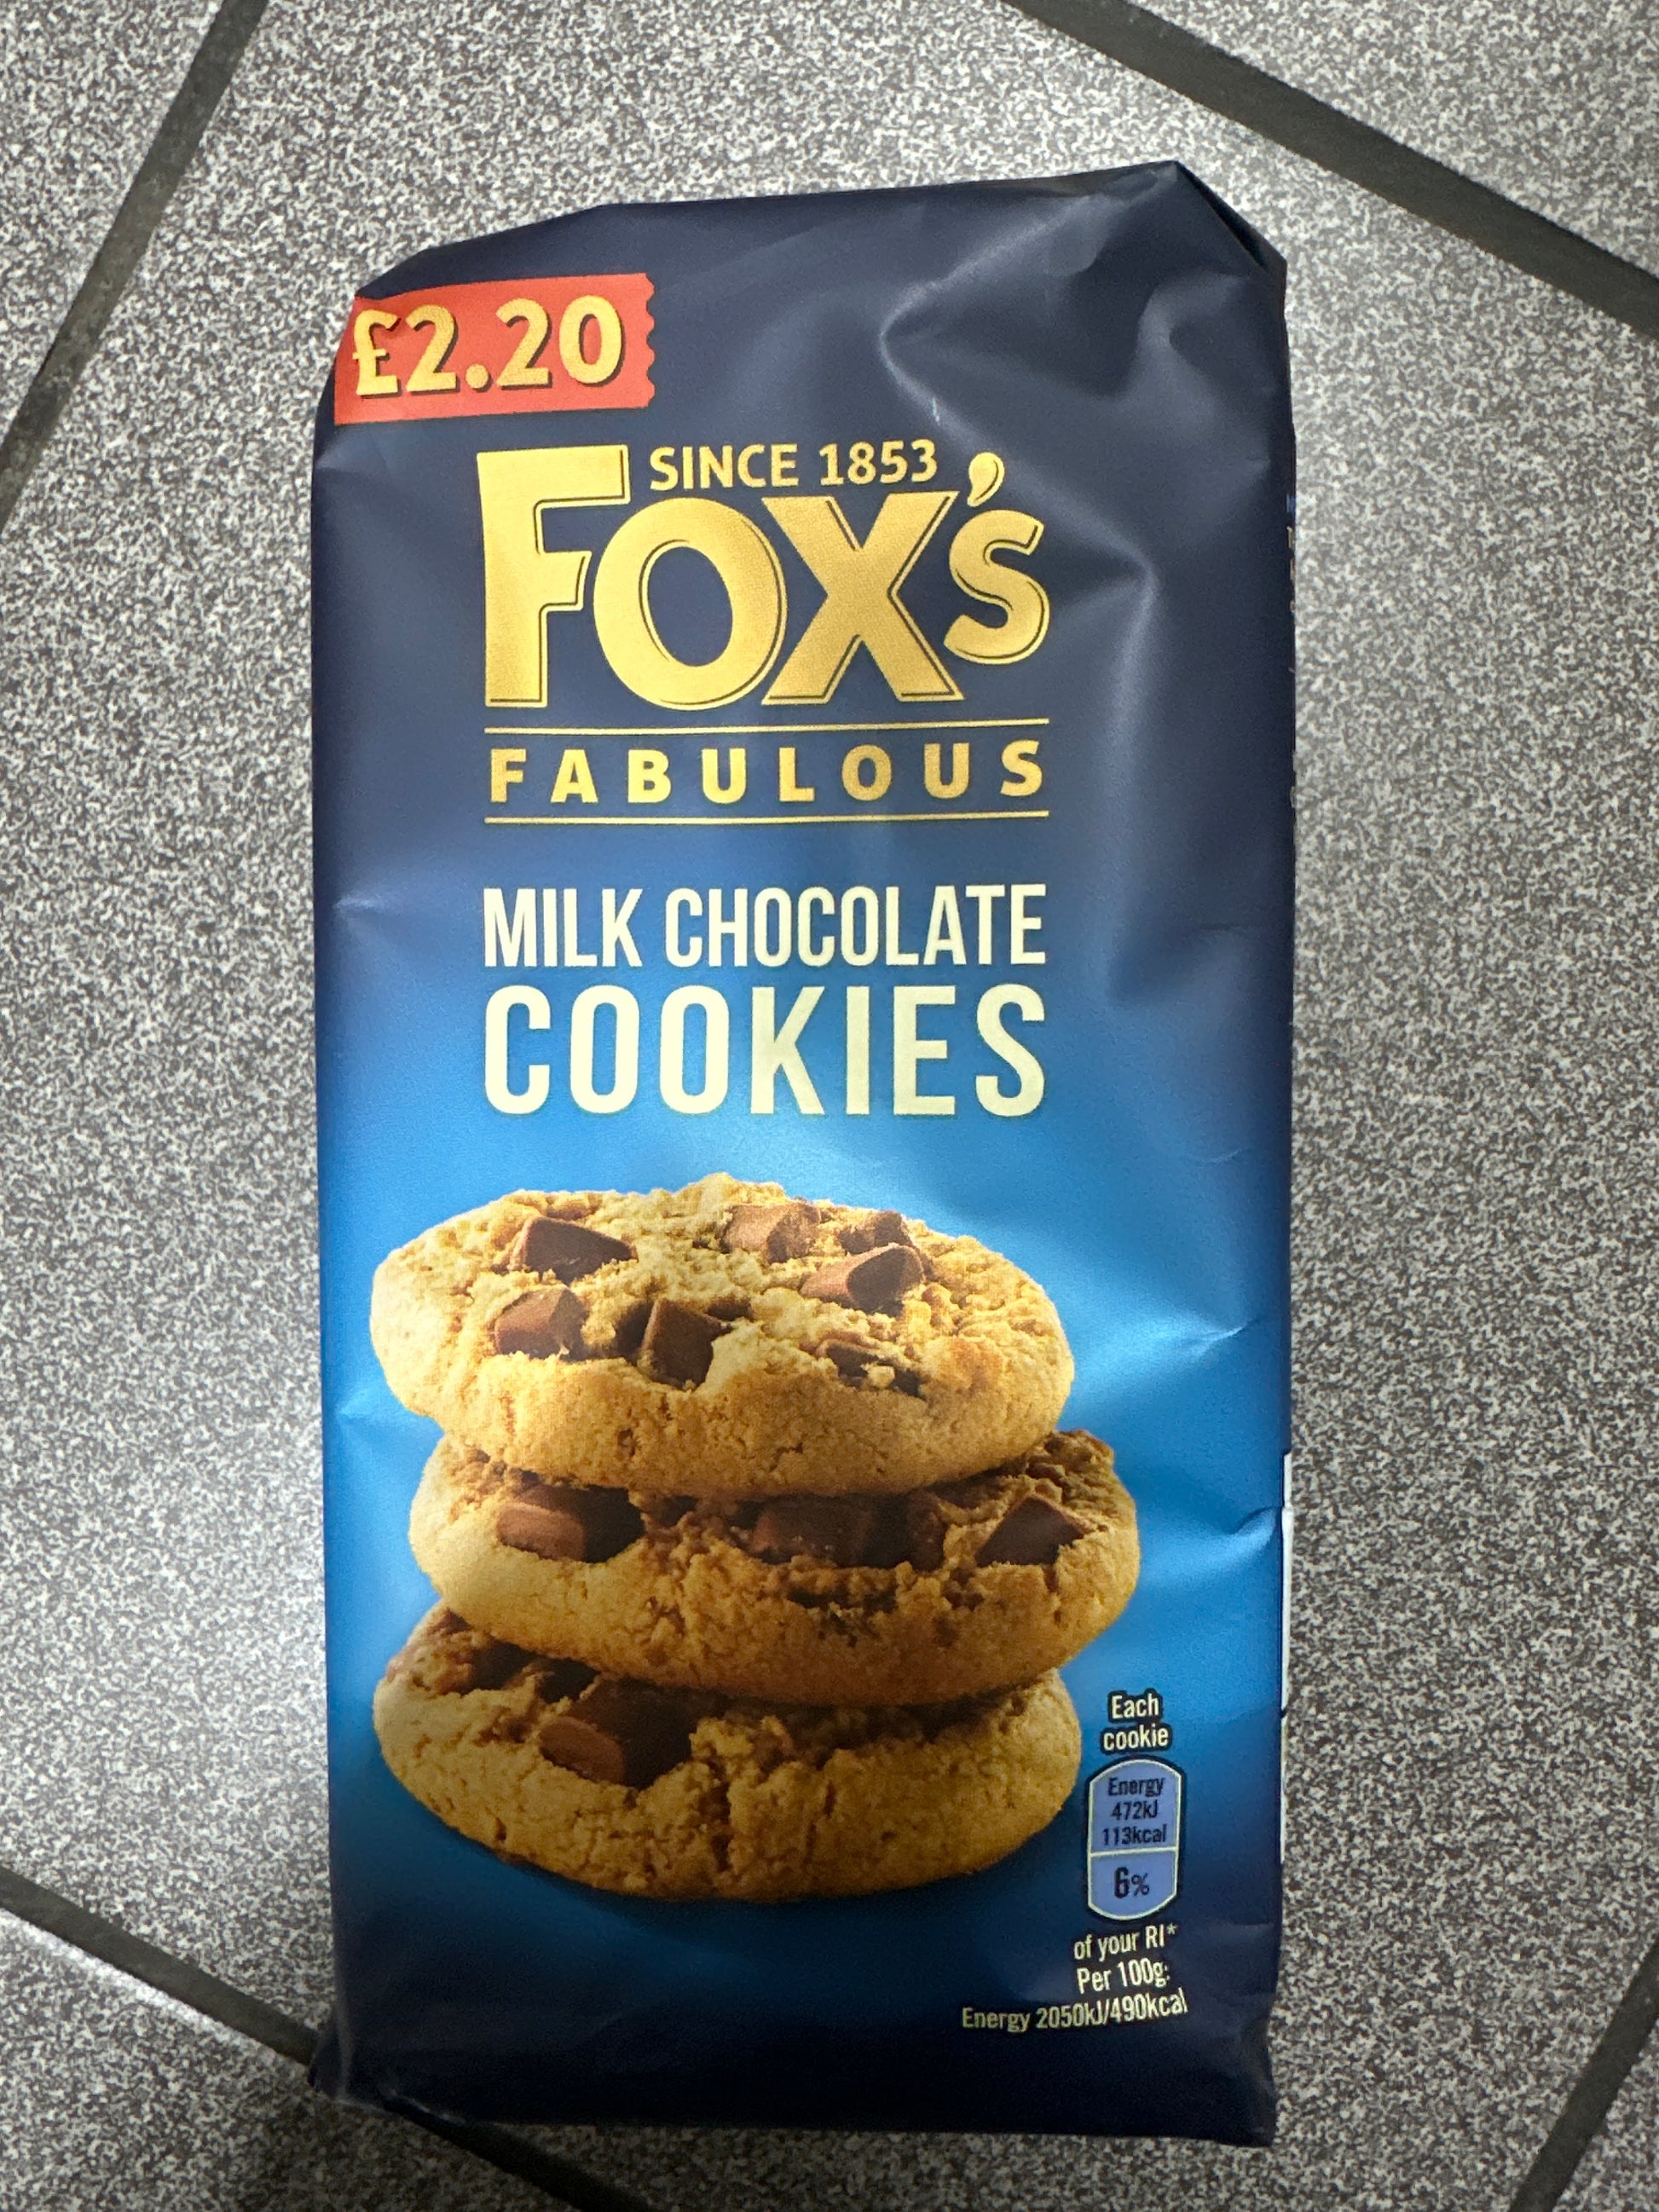 £2.20
SINCE 1853
FOX'S
FABULOUS
MILK CHOCOLATE
COOKIES
Each
cookie
Energy
472kJ
113kcal
6%
of your RI*
Per 100g:
Energy 2050kJ/490kcal